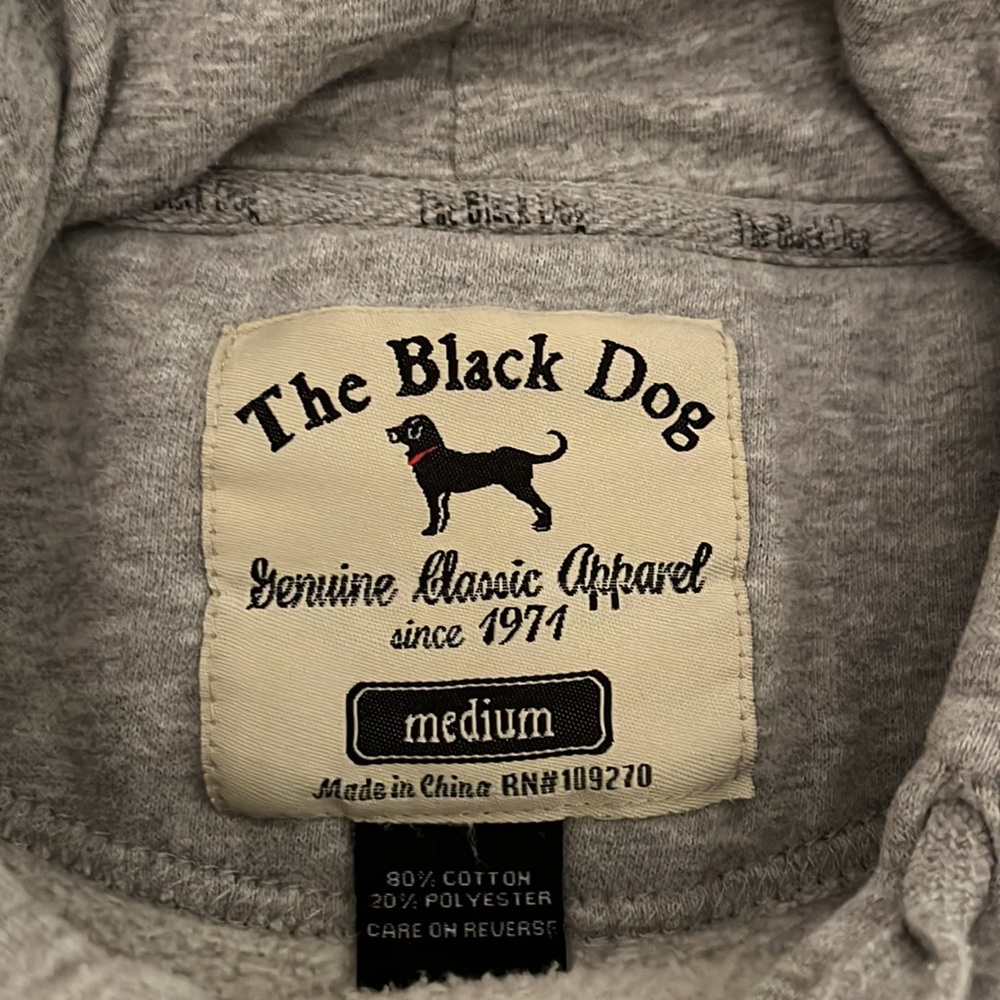 Black Dog
The Black Dog
The Black Dog
The Black Dog
Genuine Classic Apparel
since 1971
medium
Made in China RN#109270
80% COTTON
20% POLYESTER
CARE ON REVERSE